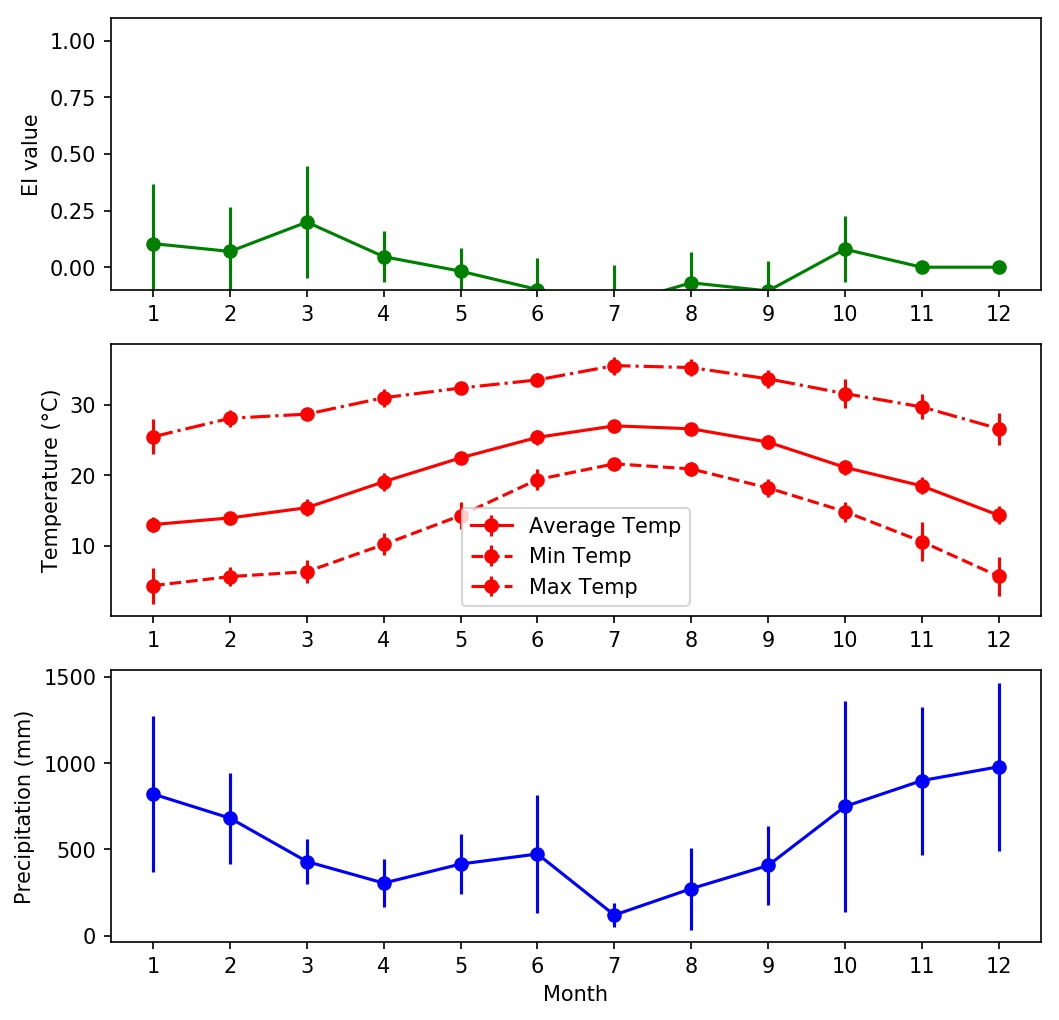 EI value
1.00
0.75
0.50
0.25
0.00
1 2 3 4 5 6 7 8 9 10 11 12
Temperature (°C)
30
20
10
Average Temp
Min Temp
Max Temp
1 2 3 4 5 6 7 8 9 10 11 12
Precipitation (mm)
1500
1000
500
0
1 2 3 4 5 6 7 8 9 10 11 12
Month